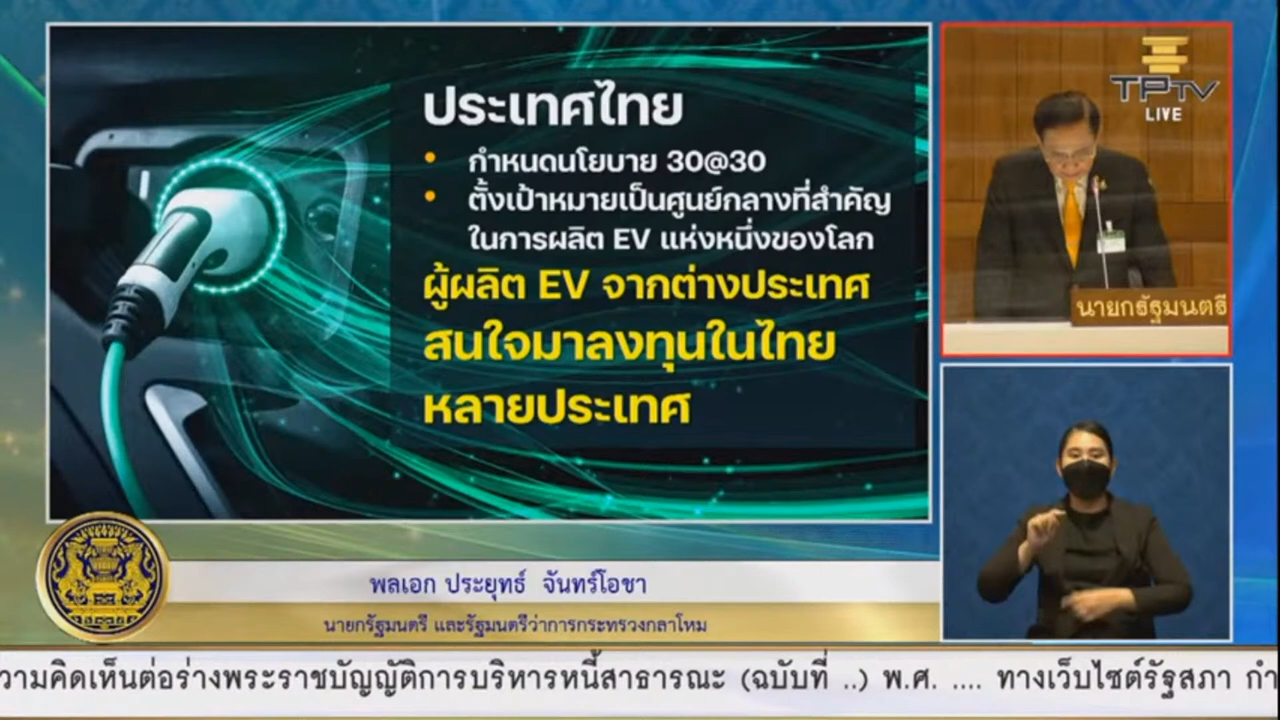 ประเทศไทย
• กำหนดนโยบาย 30@30
• ตั้งเป้าหมายเป็นศูนย์กลางที่สำคัญ
ในการผลิต EV แห่งหนึ่งของโลก
ผู้ผลิต EV จากต่างประเทศ
สนใจมาลงทุนในไทย
หลายประเทศ
TPTV
LIVE
นายกรัฐมนตรี
พลเอก ประยุทธ์ จันทร์โอชา
นายกรัฐมนตรี และรัฐมนตรีว่าการกระทรวงกลาโหม
วามคิดเห็นต่อร่างพระราชบัญญัติการบริหารหนี้สาธารณะ (ฉบับที่ ..) พ.ศ. .... ทางเว็บไซต์รัฐสภา กำ